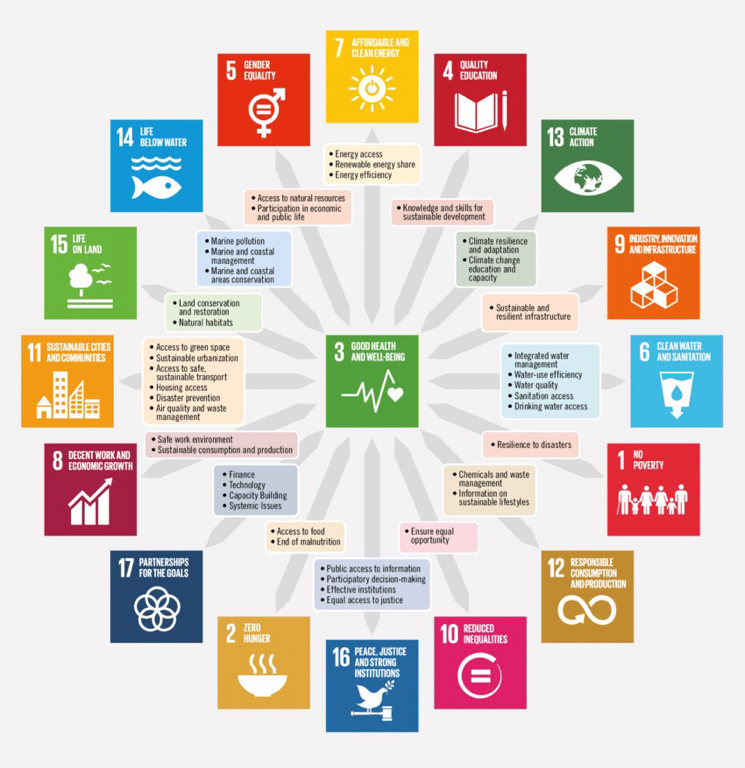 7 AFFORDABLE AND
CLEAN ENERGY
5 GENDER
EQUALITY
4 QUALITY
EDUCATION
14 LIFE
BELOW WATER
13 CLIMATE
ACTION
• Energy access
• Renewable energy share
• Energy efficiency
• Access to natural resources
• Participation in economic
and public life
• Knowledge and skills for
sustainable development
15 LIFE
ON LAND
9 INDUSTRY, INNOVATION
AND INFRASTRUCTURE
• Marine pollution
• Marine and coastal
management
• Marine and coastal
areas conservation
• Climate resilience
and adaptation
• Climate change
education and
capacity
• Land conservation
and restoration
• Natural habitats
• Sustainable and
resilient infrastructure
11 SUSTAINABLE CITIES
AND COMMUNITIES
• Access to green space
• Sustainable urbanization
• Access to safe,
sustainable transport
• Housing access
• Disaster prevention
• Air quality and waste
management
3 GOOD HEALTH
AND WELL-BEING
• Integrated water
management
• Water-use efficiency
• Water quality
• Sanitation access
• Drinking water access
6 CLEAN WATER
AND SANITATION
8 DECENT WORK AND
ECONOMIC GROWTH
• Safe work environment
• Sustainable consumption and production
• Resilience to disasters
1 NO
POVERTY
• Finance
• Technology
• Capacity Building
• Systemic Issues
• Chemicals and waste
management
• Information on
sustainable lifestyles
• Access to food
• End of malnutrition
• Ensure equal
opportunity
17 PARTNERSHIPS
FOR THE GOALS
• Public access to information
• Participatory decision-making
• Effective institutions
• Equal access to justice
12 RESPONSIBLE
CONSUMPTION
AND PRODUCTION
2 ZERO
HUNGER
16 PEACE, JUSTICE
AND STRONG
INSTITUTIONS
10 REDUCED
INEQUALITIES